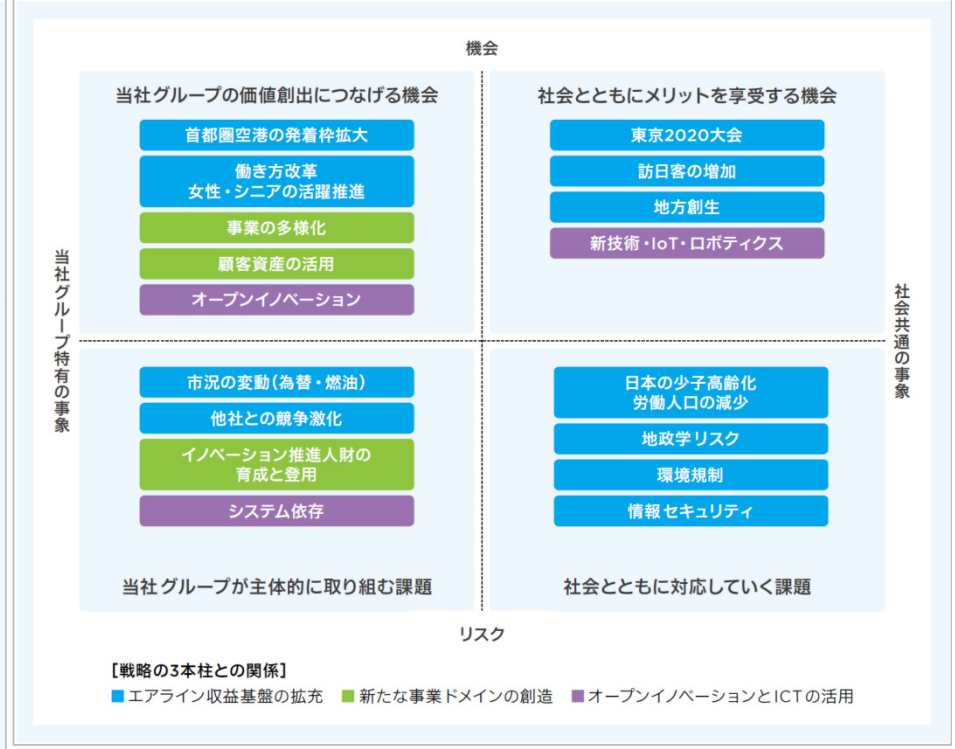 機会
当社グループの価値創出につなげる機会
首都圏空港の発着枠拡大
働き方改革
女性・シニアの活躍推進
事業の多様化
顧客資産の活用
オープンイノベーション
社会とともにメリットを享受する機会
東京2020大会
訪日客の増加
地方創生
新技術・IoT・ロボティクス
当社グループ特有の事象
社会共通の事象
市況の変動(為替・燃油)
他社との競争激化
イノベーション推進人財の
育成と登用
システム依存
当社グループが主体的に取り組む課題
日本の少子高齢化
労働人口の減少
地政学リスク
環境規制
情報セキュリティ
社会とともに対応していく課題
リスク
[戦略の3本柱との関係]
エアライン収益基盤の拡充 新たな事業ドメインの創造 オープンイノベーションとICTの活用